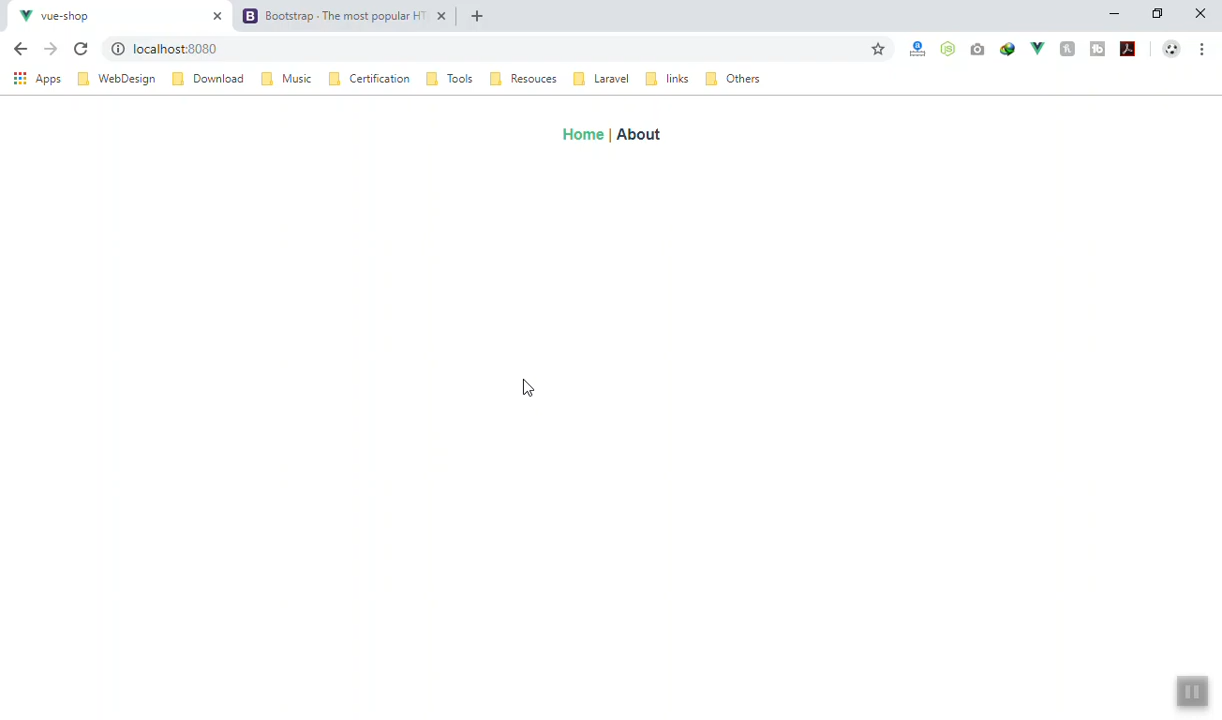 vue-shop
Bootstrap · The most popular HT
localhost:8080
Apps WebDesign Download Music Certification Tools Resouces Laravel links Others
Home | About